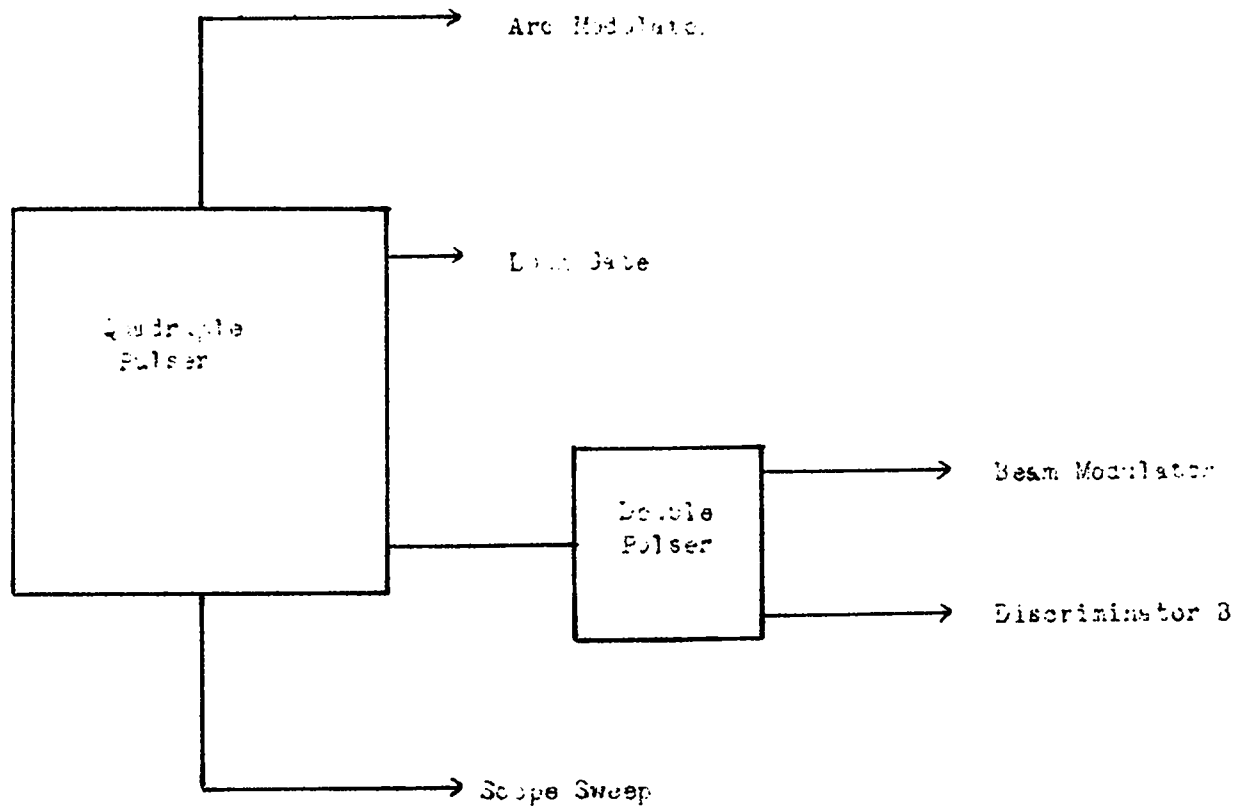 Arc Modulator
Gate
Quadruple
Pulser
Beam Modulator
Double
Pulser
Discriminator B
Scope Sweep